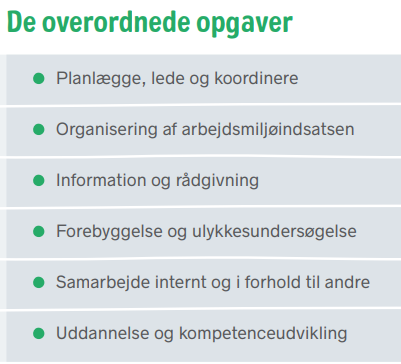 De overordnede opgaver
Planlægge, lede og koordinere
Organisering af arbejdsmiljøindsatsen
Information og rådgivning
Forebyggelse og ulykkesundersøgelse
Samarbejde internt og i forhold til andre
Uddannelse og kompetenceudvikling